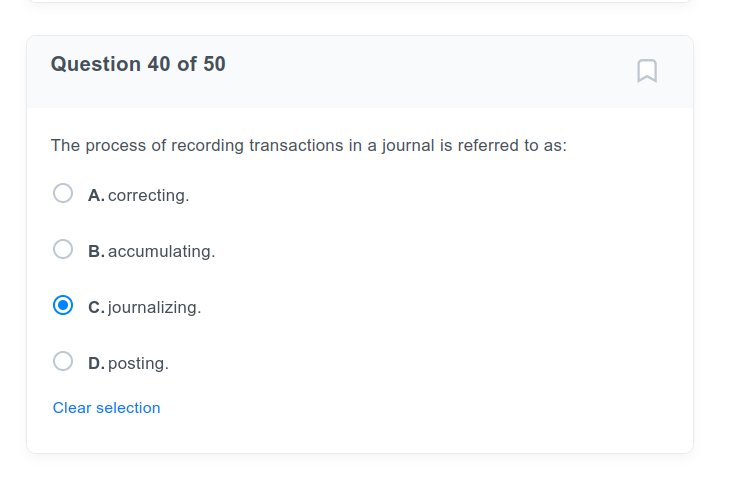 Question 40 of 50
The process of recording transactions in a journal is referred to as:
A. correcting.
B. accumulating.
C. journalizing.
D. posting.
Clear selection